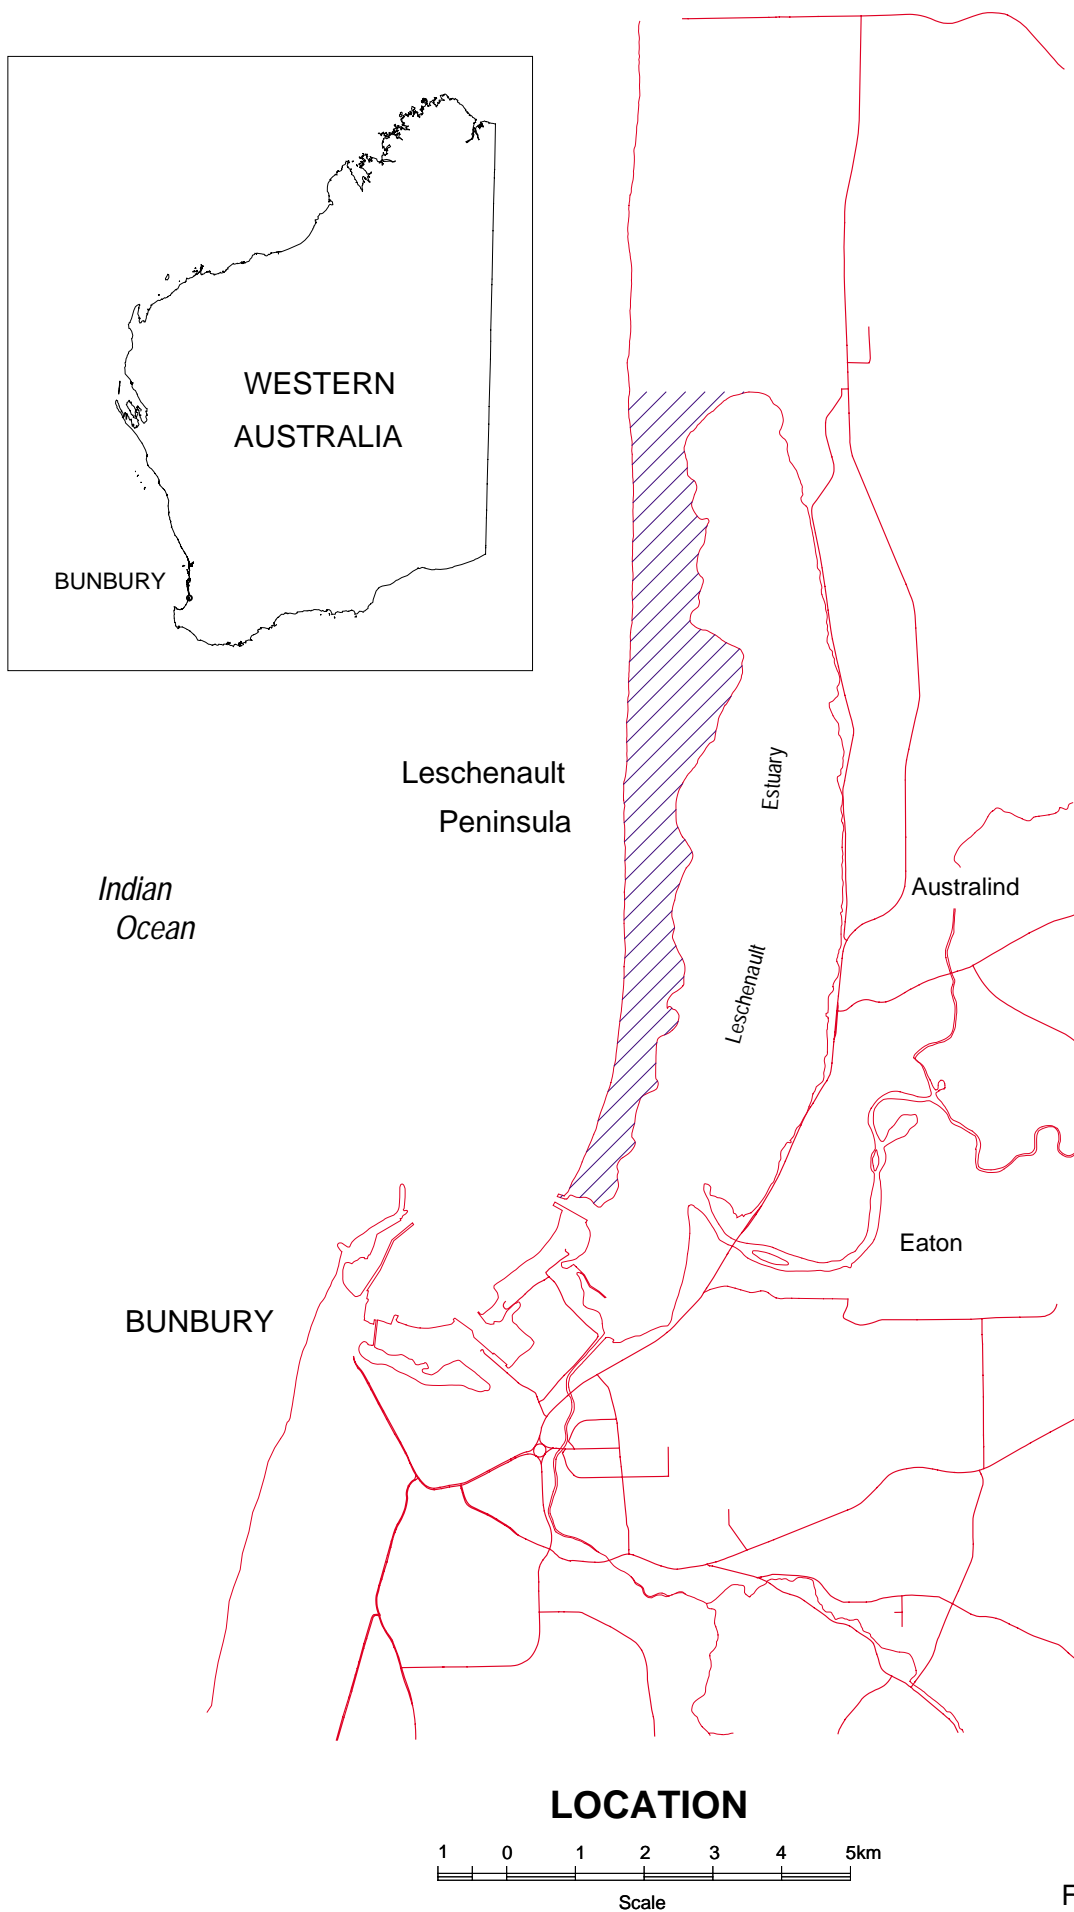 WESTERN
AUSTRALIA
BUNBURY
Leschenault
Peninsula
Estuary
Indian
Ocean
Australind
Leschenault
Eaton
BUNBURY
LOCATION
1 0 1 2 3 4 5km
Scale
F